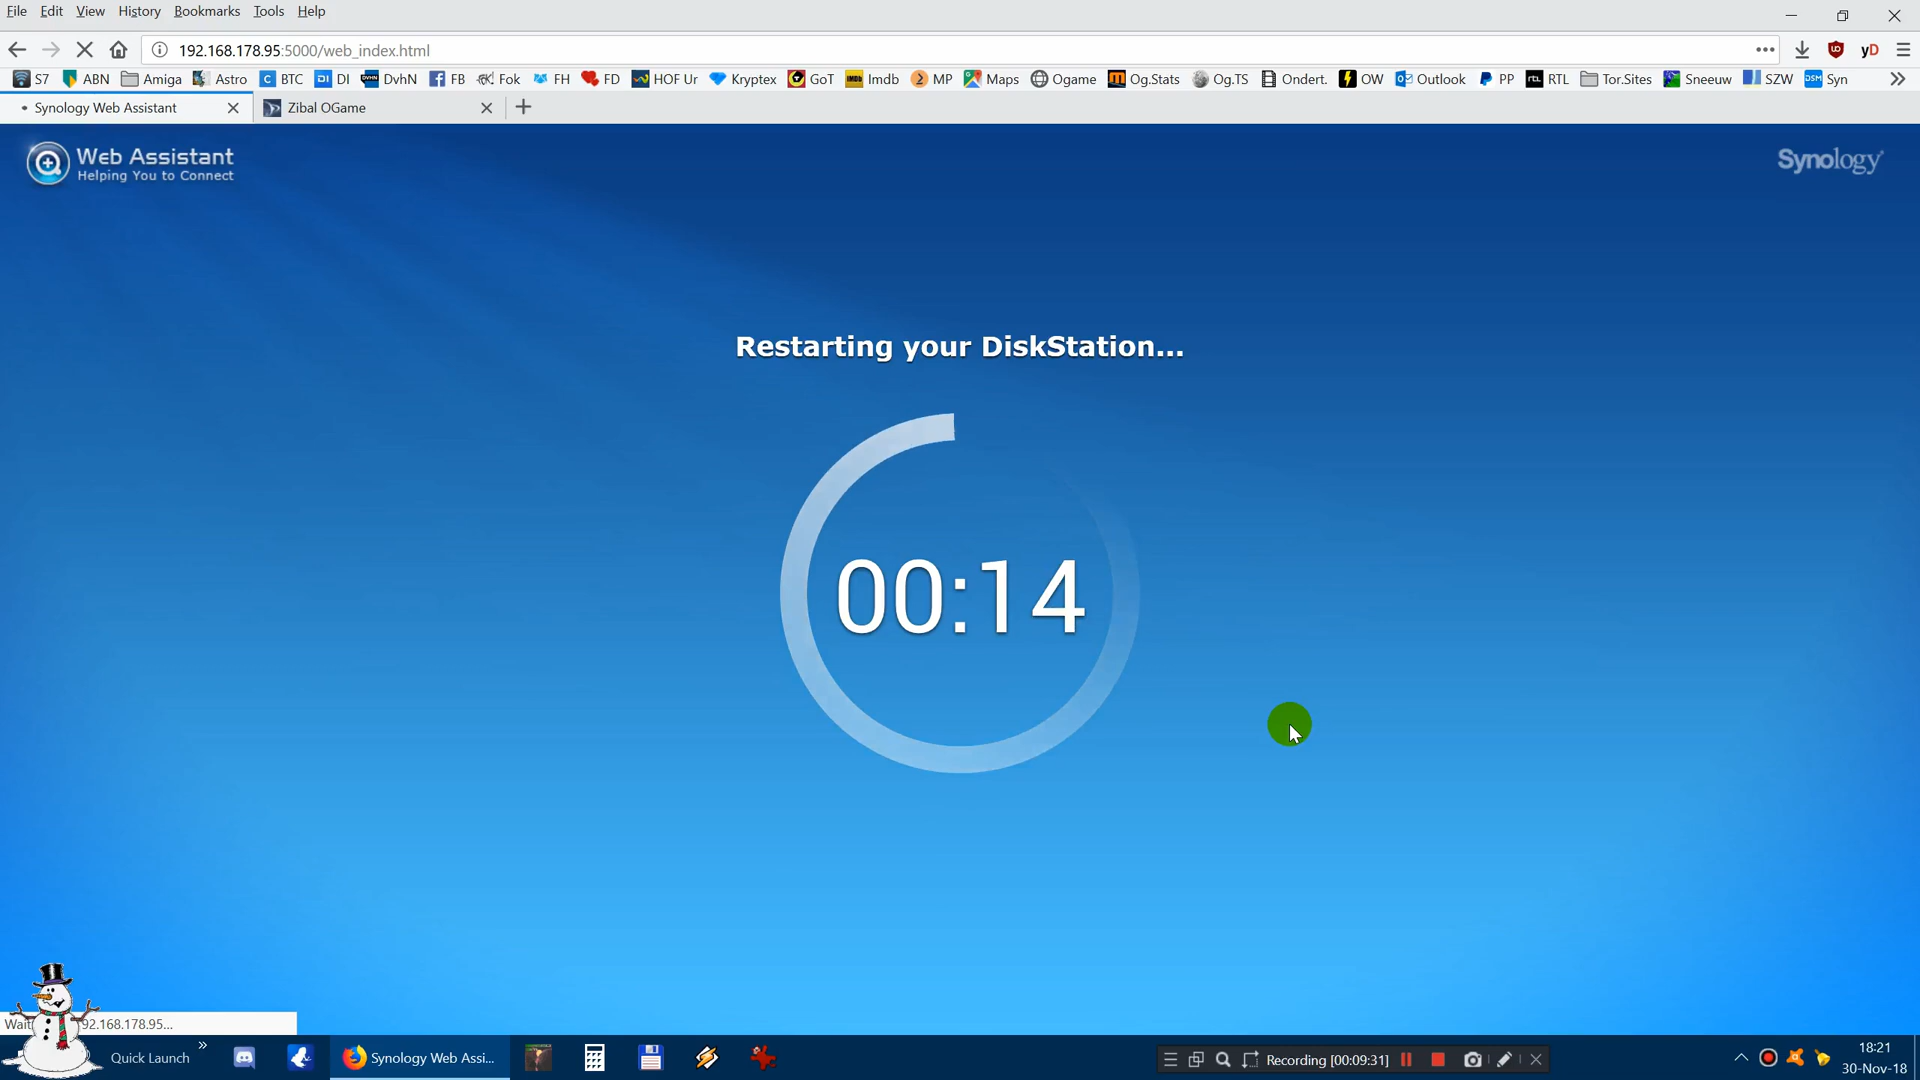 File Edit View History Bookmarks Tools Help
192.168.178.95:5000/web_index.html
S7 ABN Amiga Astro BTC DI DvhN FB Fok FH FD HOF Ur Kryptex GoT Imdb MP Maps Ogame Og.Stats Og.TS Ondert. OW Outlook PP RTL Tor.Sites Sneeuw SZW Syn
Synology Web Assistant Zibal OGame
Web Assistant
Helping You to Connect
Synology
Restarting your DiskStation...
00:14
92.168.178.95...
Quick Launch
Synology Web Assi...
Recording [00:09:31]
18:21
30-Nov-18